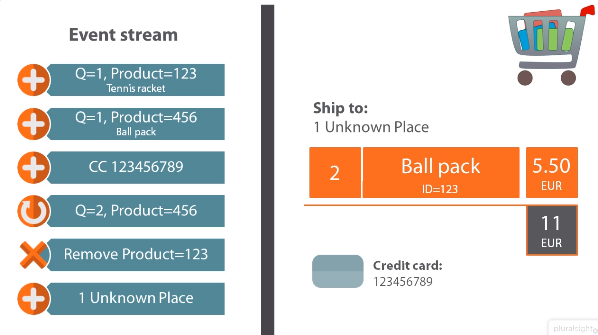 Event stream
Q=1, Product=123
Tennis racket
Q=1, Product=456
Ball pack
CC 123456789
Q=2, Product=456
Remove Product=123
1 Unknown Place
Ship to:
1 Unknown Place
2
Ball pack
ID=123
5.50
EUR
11
EUR
Credit card:
123456789
pluralsight